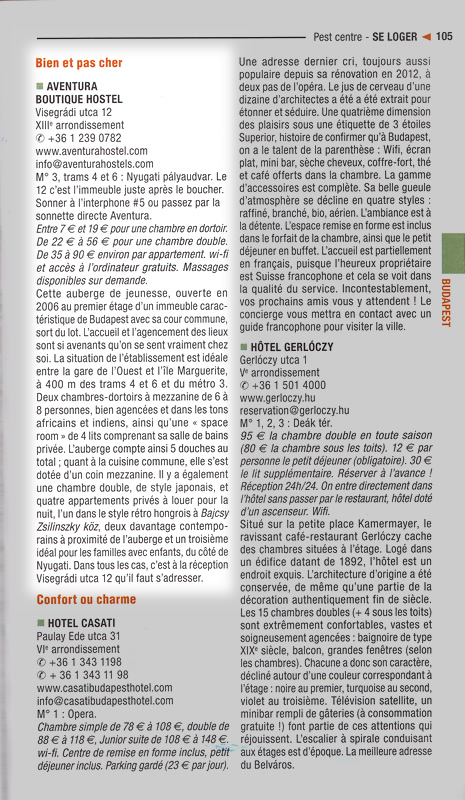 Pest centre - SE LOGER ◄ 105
Bien et pas cher
■ AVENTURA
BOUTIQUE HOSTEL
Visegrádi utca 12
XIIIe arrondissement
✆ +36 1 239 0782
www.aventurahostels.com
info@aventurahostels.com
M° 3, trams 4 et 6 : Nyugati pályaudvar. Le
12 c'est l'immeuble juste après le boucher.
Sonner à l'interphone #5 ou passez par la
sonnette directe Aventura.
Entre 7 € et 19 € pour une chambre en dortoir.
De 22 € à 56 € pour une chambre double.
De 35 à 90 € environ par appartement. wi-fi
et accès à l'ordinateur gratuits. Massages
disponibles sur demande.
Cette auberge de jeunesse, ouverte en
2006 au premier étage d'un immeuble carac-
téristique de Budapest avec sa cour commune,
sort du lot. L'accueil et l'agencement des lieux
sont si avenants qu'on se sent vraiment chez
soi. La situation de l'établissement est idéale
entre la gare de l'Ouest et l'île Marguerite,
à 400 m des trams 4 et 6 et du métro 3.
Deux chambres-dortoirs à mezzanine de 6 à
8 personnes, bien agencées et dans les tons
africains et indiens, ainsi qu'une « space
room » de 4 lits comprenant sa salle de bains
privée. L'auberge compte ainsi 5 douches au
total ; quant à la cuisine commune, elle s'est
dotée d'un coin mezzanine. Il y a également
une chambre double, de style japonais, et
quatre appartements privés à louer pour la
nuit, l'un dans le style rétro hongrois à Bajcsy
Zsilinszky köz, deux davantage contempo-
rains à proximité de l'auberge et un troisième
idéal pour les familles avec enfants, du côté de
Nyugati. Dans tous les cas, c'est à la réception
Visegrádi utca 12 qu'il faut s'adresser.
Confort ou charme
■ HOTEL CASATI
Paulay Ede utca 31
VIe arrondissement
✆ +36 1 343 1198
✆ + 36 1 343 11 98
www.casatibudapesthotel.com
info@casatibudapesthotel.com
M° 1 : Opera.
Chambre simple de 78 € à 108 €, double de
88 € à 118 €, Junior suite de 108 € à 148 €.
wi-fi. Centre de remise en forme inclus, petit
déjeuner inclus. Parking gardé (23 € par jour).
Une adresse dernier cri, toujours aussi
populaire depuis sa rénovation en 2012, à
deux pas de l'opéra. Le jus de cerveau d'une
dizaine d'architectes a été a été extrait pour
étonner et séduire. Une quatrième dimension
des plaisirs sous une étiquette de 3 étoiles
Superior, histoire de confirmer qu'à Budapest,
on a le talent de la parenthèse : Wifi, écran
plat, mini bar, sèche cheveux, coffre-fort, thé
et café offerts dans la chambre. La gamme
d'accessoires est complète. Sa belle gueule
d'atmosphère se décline en quatre styles :
raffiné, branché, bio, aérien. L'ambiance est à
la détente. L'espace remise en forme est inclus
dans le forfait de la chambre, ainsi que le petit
déjeuner en buffet. L'accueil est partiellement
en français, puisque l'heureux propriétaire
est Suisse francophone et cela se voit dans
la qualité du service. Incontestablement,
vos prochains amis vous y attendent ! Le
concierge vous mettra en contact avec un
guide francophone pour visiter la ville.
■ HÔTEL GERLÓCZY
Gerlóczy utca 1
Ve arrondissement
✆ +36 1 501 4000
www.gerloczy.hu
reservation@gerloczy.hu
M° 1, 2, 3 : Deák tér.
95 € la chambre double en toute saison
(80 € la chambre sous les toits). 12 € par
personne le petit déjeuner (obligatoire). 30 €
le lit supplémentaire. Réserver à l'avance !
Réception 24h/24. On entre directement dans
l'hôtel sans passer par le restaurant, hôtel doté
d'un ascenseur. Wifi.
Situé sur la petite place Kamermayer, le
ravissant café-restaurant Gerlóczy cache
des chambres situées à l'étage. Logé dans
un édifice datant de 1892, l'hôtel est un
endroit exquis. L'architecture d'origine a été
conservée, de même qu'une partie de la
décoration authentiquement fin de siècle.
Les 15 chambres doubles (+ 4 sous les toits)
sont extrêmement confortables, vastes et
soigneusement agencées : baignoire de type
XIXe siècle, balcon, grandes fenêtres (selon
les chambres). Chacune a donc son caractère,
décliné autour d'une couleur correspondant à
l'étage : noire au premier, turquoise au second,
violet au troisième. Télévision satellite, un
minibar rempli de gâteries (à consommation
gratuite !) font partie de ces attentions qui
réjouissent. L'escalier à spirale conduisant
aux étages est d'époque. La meilleure adresse
du Belváros.
BUDAPEST